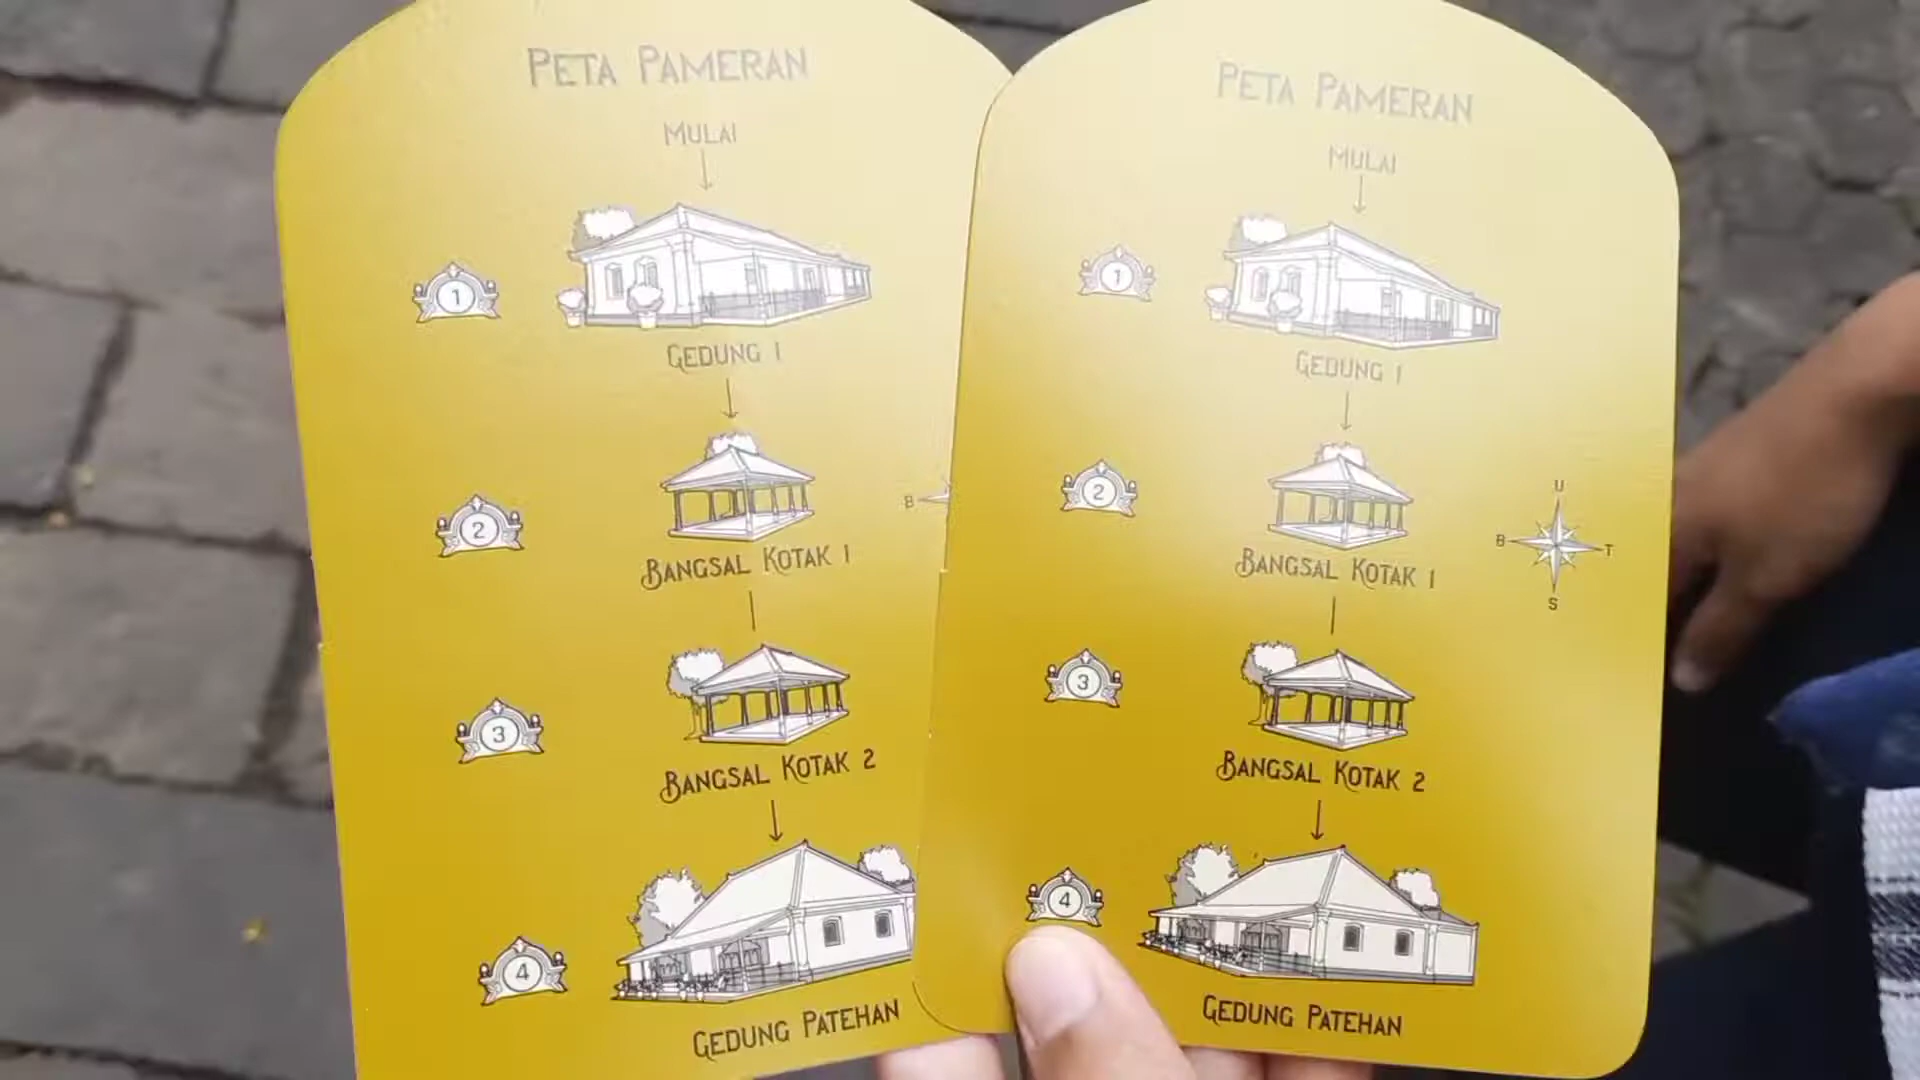 PETA PAMERAN
MULAI
1
GEDUNG 1
2
BANGSAL KOTAK 1
B
3
BANGSAL KOTAK 2
4
GEDUNG PATEHAN
PETA PAMERAN
MULAI
1
GEDUNG 1
2
BANGSAL KOTAK 1
U
B T
S
3
BANGSAL KOTAK 2
4
GEDUNG PATEHAN